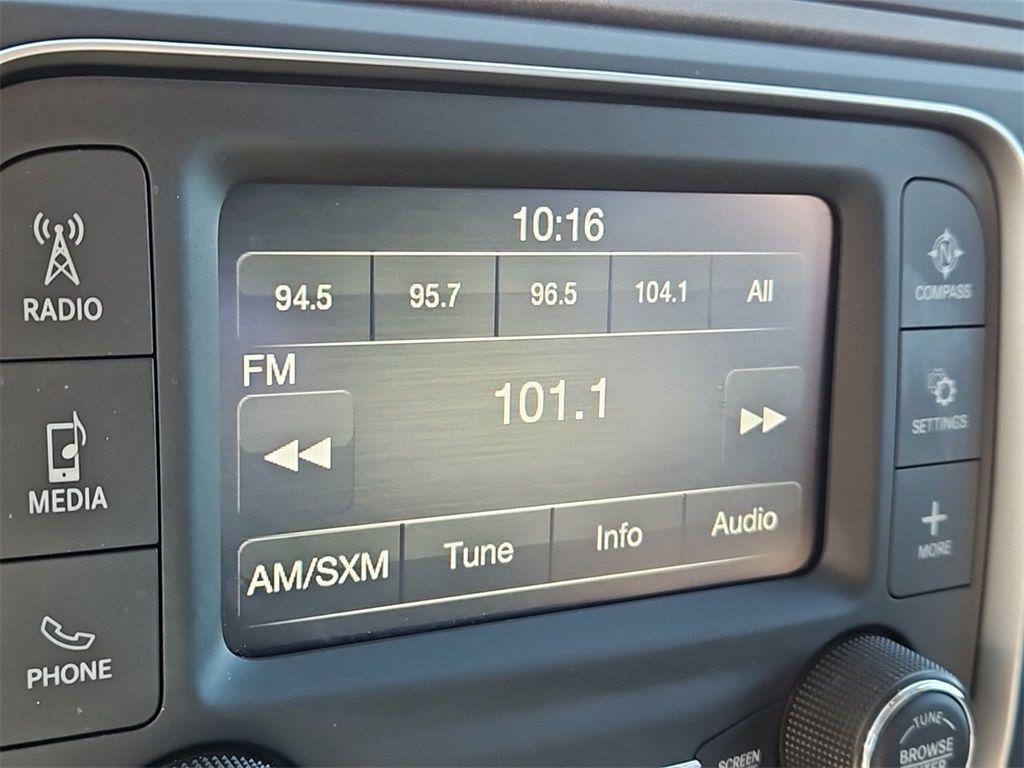 10:16
94.5 95.7 96.5 104.1 All
FM
101.1
AM/SXM Tune Info Audio
RADIO
MEDIA
PHONE
N
COMPASS
SETTINGS
MORE
SCREEN
TUNE
BROWSE